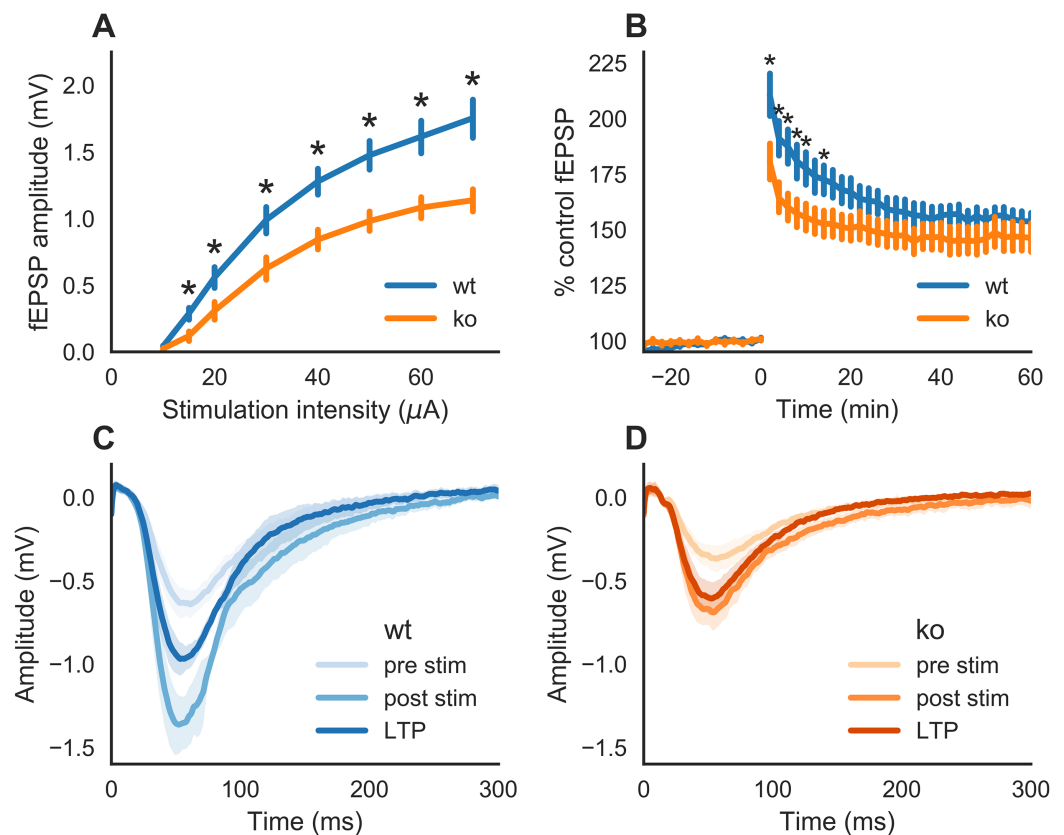 A
fEPSP amplitude (mV)
2.0
1.5
1.0
0.5
0.0
* * * * * * * *
wt
ko
0 20 40 60
Stimulation intensity (μA)
B
% control fEPSP
225
200
175
150
125
100
* * * * * *
wt
ko
−20 0 20 40 60
Time (min)
C
Amplitude (mV)
0.0
−0.5
−1.0
−1.5
wt
pre stim
post stim
LTP
0 100 200 300
Time (ms)
D
Amplitude (mV)
0.0
−0.5
−1.0
−1.5
ko
pre stim
post stim
LTP
0 100 200 300
Time (ms)